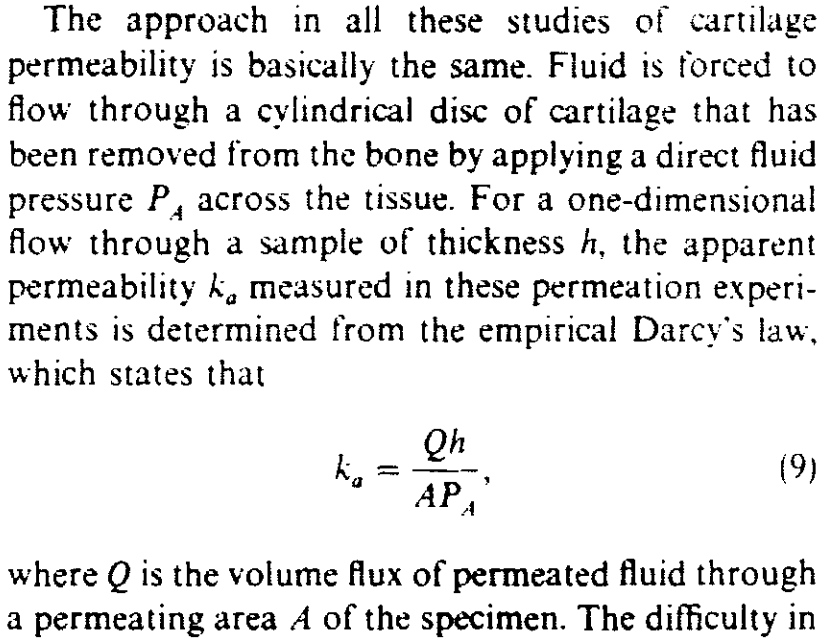 The approach in all these studies of cartilage
permeability is basically the same. Fluid is forced to
flow through a cylindrical disc of cartilage that has
been removed from the bone by applying a direct fluid
pressure P_A across the tissue. For a one-dimensional
flow through a sample of thickness h, the apparent
permeability k_a measured in these permeation experi-
ments is determined from the empirical Darcy's law,
which states that
k_a = Qh / AP_A, (9)
where Q is the volume flux of permeated fluid through
a permeating area A of the specimen. The difficulty in